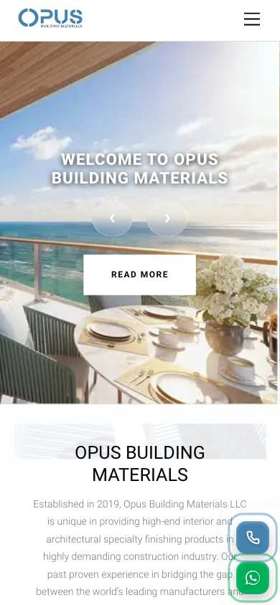 OPUS
BUILDING MATERIALS
WELCOME TO OPUS
BUILDING MATERIALS
READ MORE
OPUS BUILDING
MATERIALS
Established in 2019, Opus Building Materials LLC
is unique in providing high-end interior and
architectural specialty finishing products in
highly demanding construction industry. Our
past proven experience in bridging the gap
between the world's leading manufacturers and